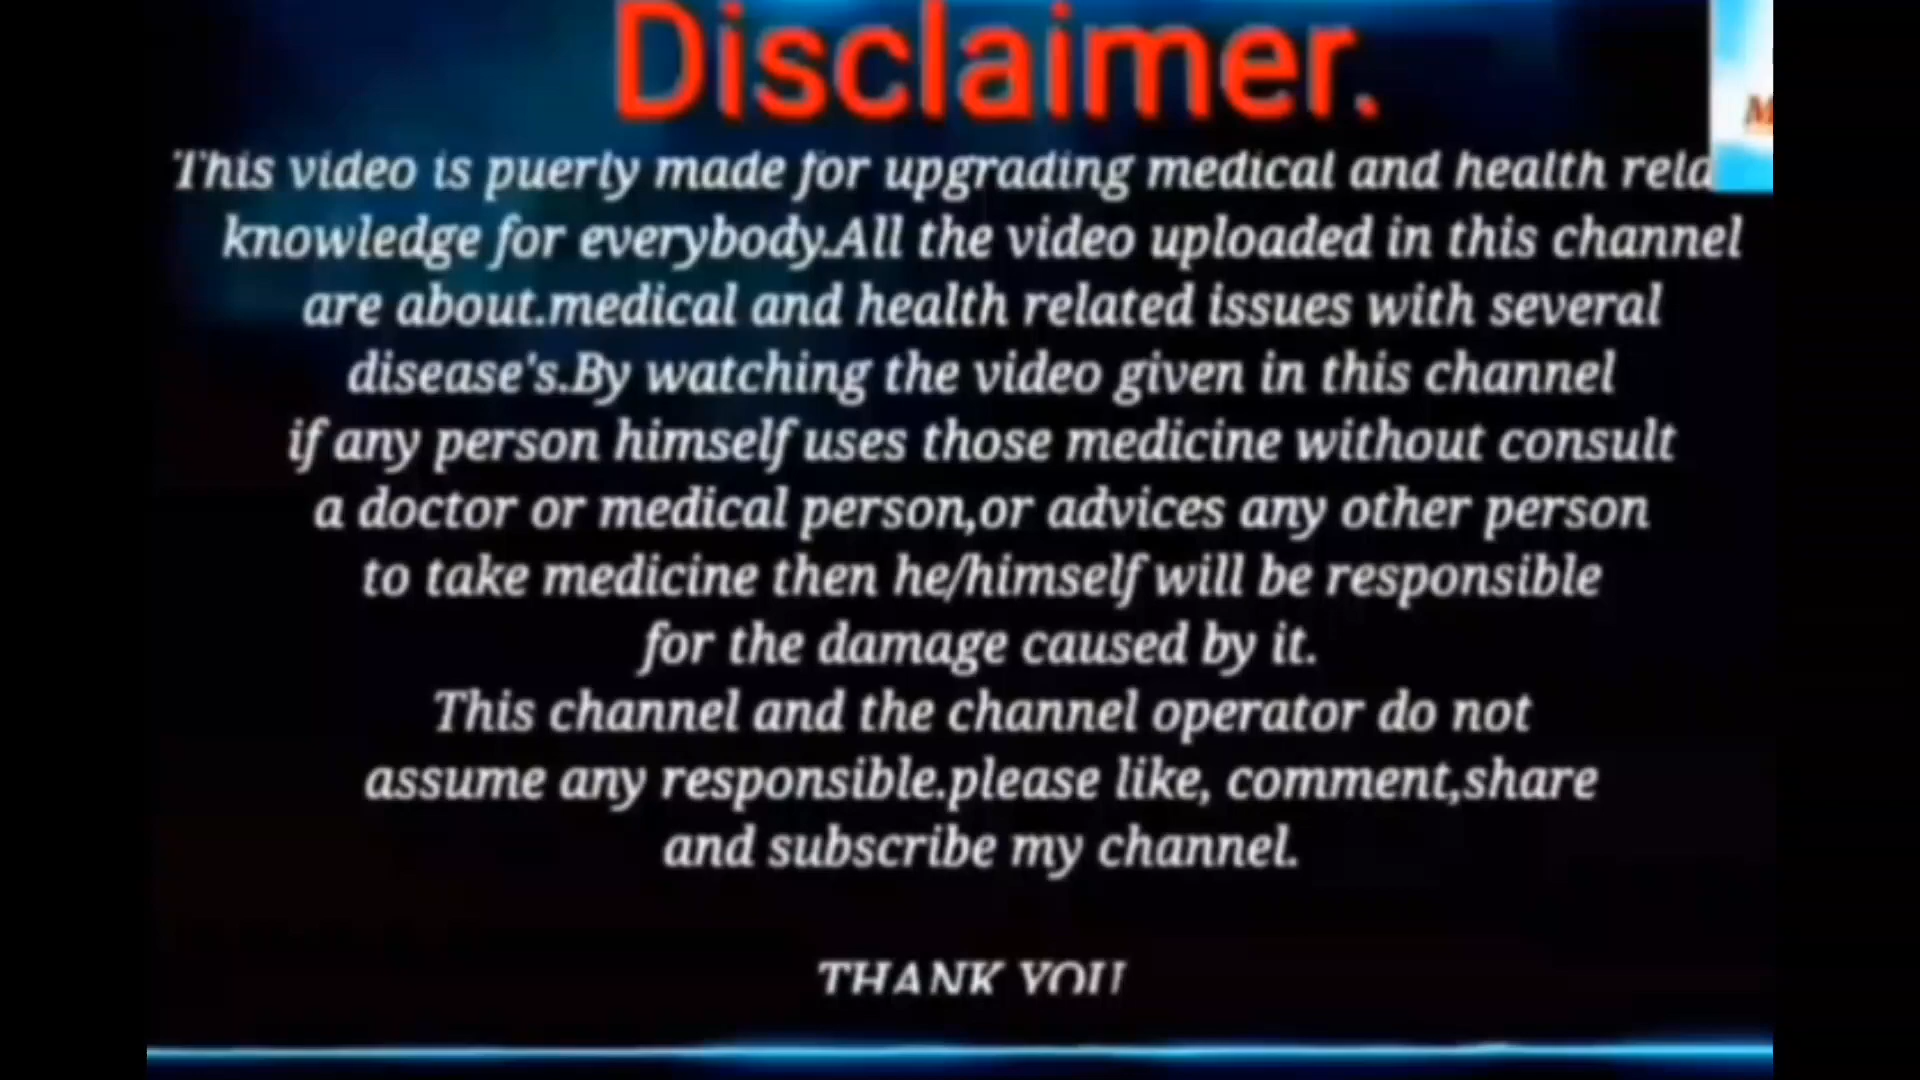 Disclaimer.
This video is puerly made for upgrading medical and health rela
knowledge for everybody.All the video uploaded in this channel
are about.medical and health related issues with several
disease's.By watching the video given in this channel
if any person himself uses those medicine without consult
a doctor or medical person,or advices any other person
to take medicine then he/himself will be responsible
for the damage caused by it.
This channel and the channel operator do not
assume any responsible.please like, comment,share
and subscribe my channel.
THANK YOU